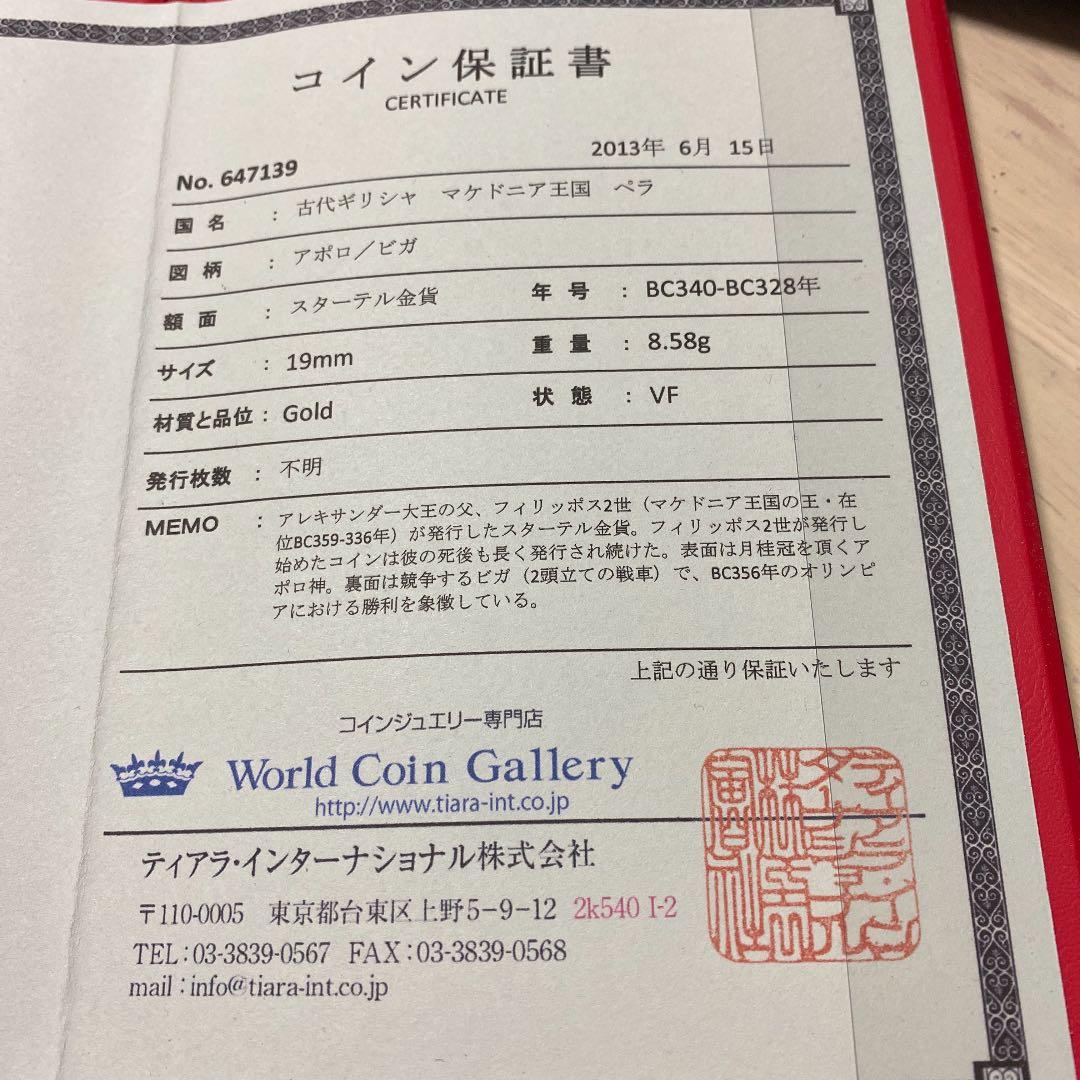 コイン保証書
CERTIFICATE
2013年 6月 15日
No. 647139
国 名 : 古代ギリシャ マケドニア王国 ペラ
図 柄 : アポロ／ビガ
額 面 : スターテル金貨 年 号 : BC340-BC328年
サイズ : 19mm 重 量 : 8.58g
材質と品位 : Gold 状 態 : VF
発行枚数 : 不明
MEMO : アレキサンダー大王の父、フィリッポス2世（マケドニア王国の王・在
位BC359-336年）が発行したスターテル金貨。フィリッポス2世が発行し
始めたコインは彼の死後も長く発行され続けた。表面は月桂冠を頂くア
ポロ神。裏面は競争するビガ（2頭立ての戦車）で、BC356年のオリンピ
アにおける勝利を象徴している。
上記の通り保証いたします
コインジュエリー専門店
World Coin Gallery
http://www.tiara-int.co.jp
ティアラ・インターナショナル株式会社
〒110-0005 東京都台東区上野5-9-12 2k540 I-2
TEL:03-3839-0567 FAX:03-3839-0568
mail:info@tiara-int.co.jp